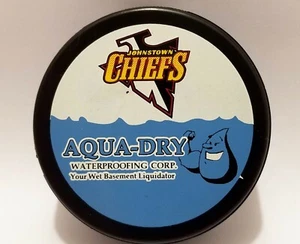 JOHNSTOWN
CHIEFS
AQUA-DRY
WATERPROOFING CORP.
Your Wet Basement Liquidator